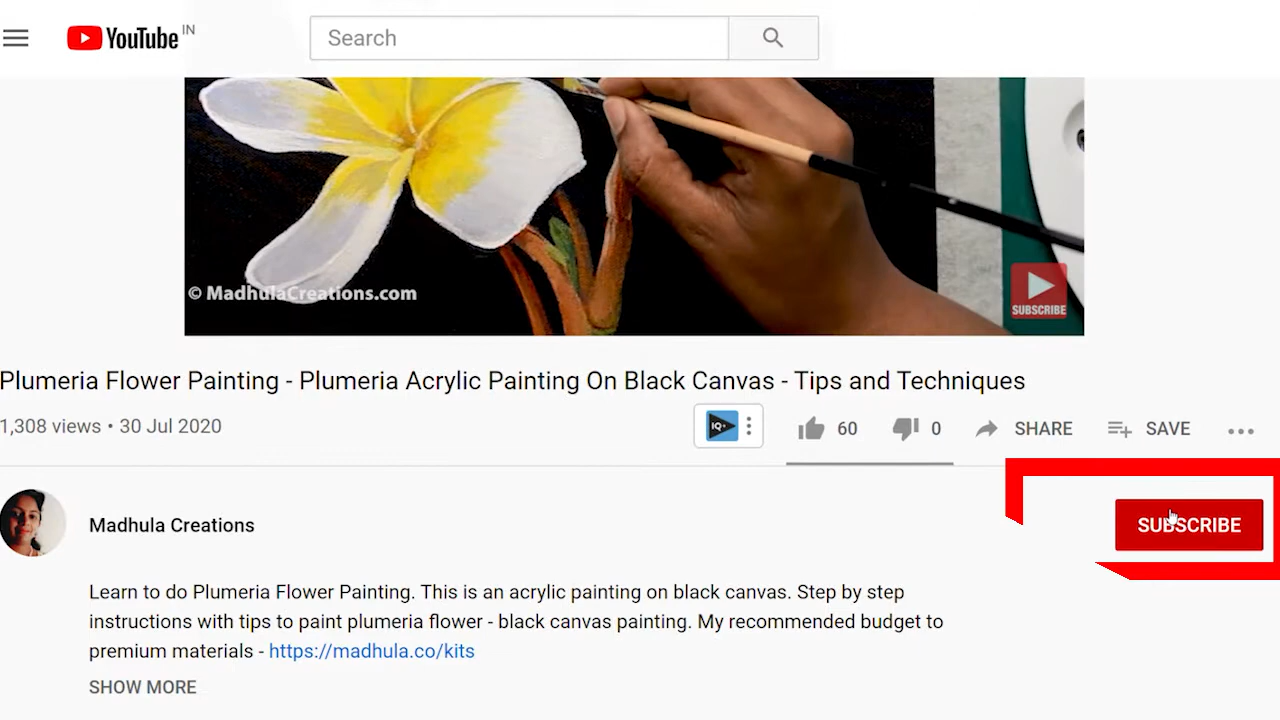 YouTube IN
Search
© MadhulaCreations.com
SUBSCRIBE
Plumeria Flower Painting - Plumeria Acrylic Painting On Black Canvas - Tips and Techniques
1,308 views • 30 Jul 2020
IQ+
60
0
SHARE
SAVE
Madhula Creations
SUBSCRIBE
Learn to do Plumeria Flower Painting. This is an acrylic painting on black canvas. Step by step
instructions with tips to paint plumeria flower - black canvas painting. My recommended budget to
premium materials - https://madhula.co/kits
SHOW MORE